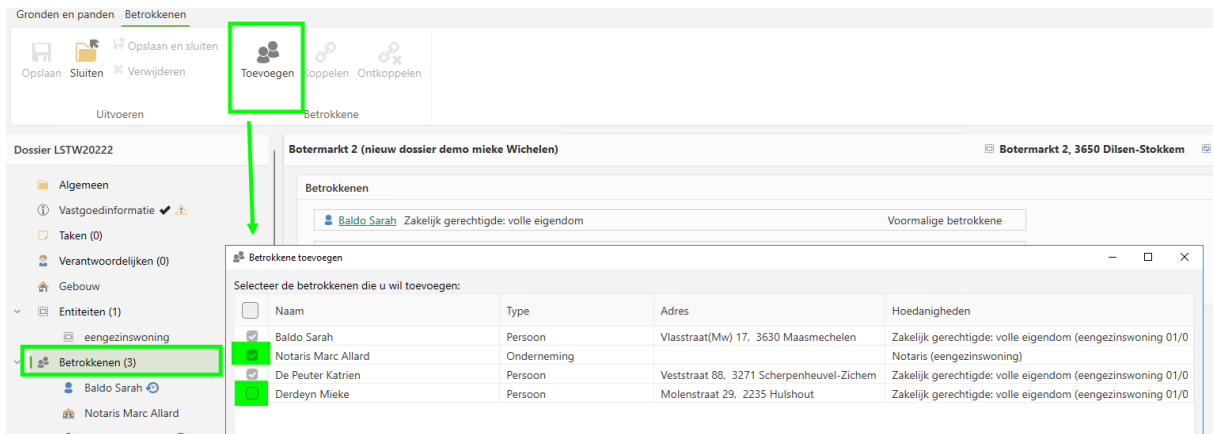 Gronden en panden Betrokkenen
Opslaan Sluiten Opslaan en sluiten Verwijderen Toevoegen Koppelen Ontkoppelen
Uitvoeren Betrokkene
Dossier LSTW20222
Botermarkt 2 (nieuw dossier demo mieke Wichelen) Botermarkt 2, 3650 Dilsen-Stokkem
Algemeen
Vastgoedinformatie
Taken (0)
Verantwoordelijken (0)
Gebouw
Entiteiten (1)
eengezinswoning
Betrokkenen (3)
Baldo Sarah
Notaris Marc Allard
Betrokkenen
Baldo Sarah Zakelijk gerechtigde: volle eigendom Voormalige betrokkene
Betrokkene toevoegen
Selecteer de betrokkenen die u wil toevoegen:
Naam Type Adres Hoedanigheden
Baldo Sarah Persoon Vlasstraat(Mw) 17, 3630 Maasmechelen Zakelijk gerechtigde: volle eigendom (eengezinswoning 01/0
Notaris Marc Allard Onderneming Notaris (eengezinswoning)
De Peuter Katrien Persoon Veststraat 88, 3271 Scherpenheuvel-Zichem Zakelijk gerechtigde: volle eigendom (eengezinswoning 01/0
Derdeyn Mieke Persoon Molenstraat 29, 2235 Hulshout Zakelijk gerechtigde: volle eigendom (eengezinswoning 01/0